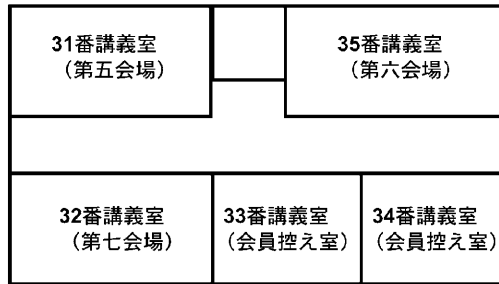 31番講義室
（第五会場）
35番講義室
（第六会場）
32番講義室
（第七会場）
33番講義室
（会員控え室）
34番講義室
（会員控え室）